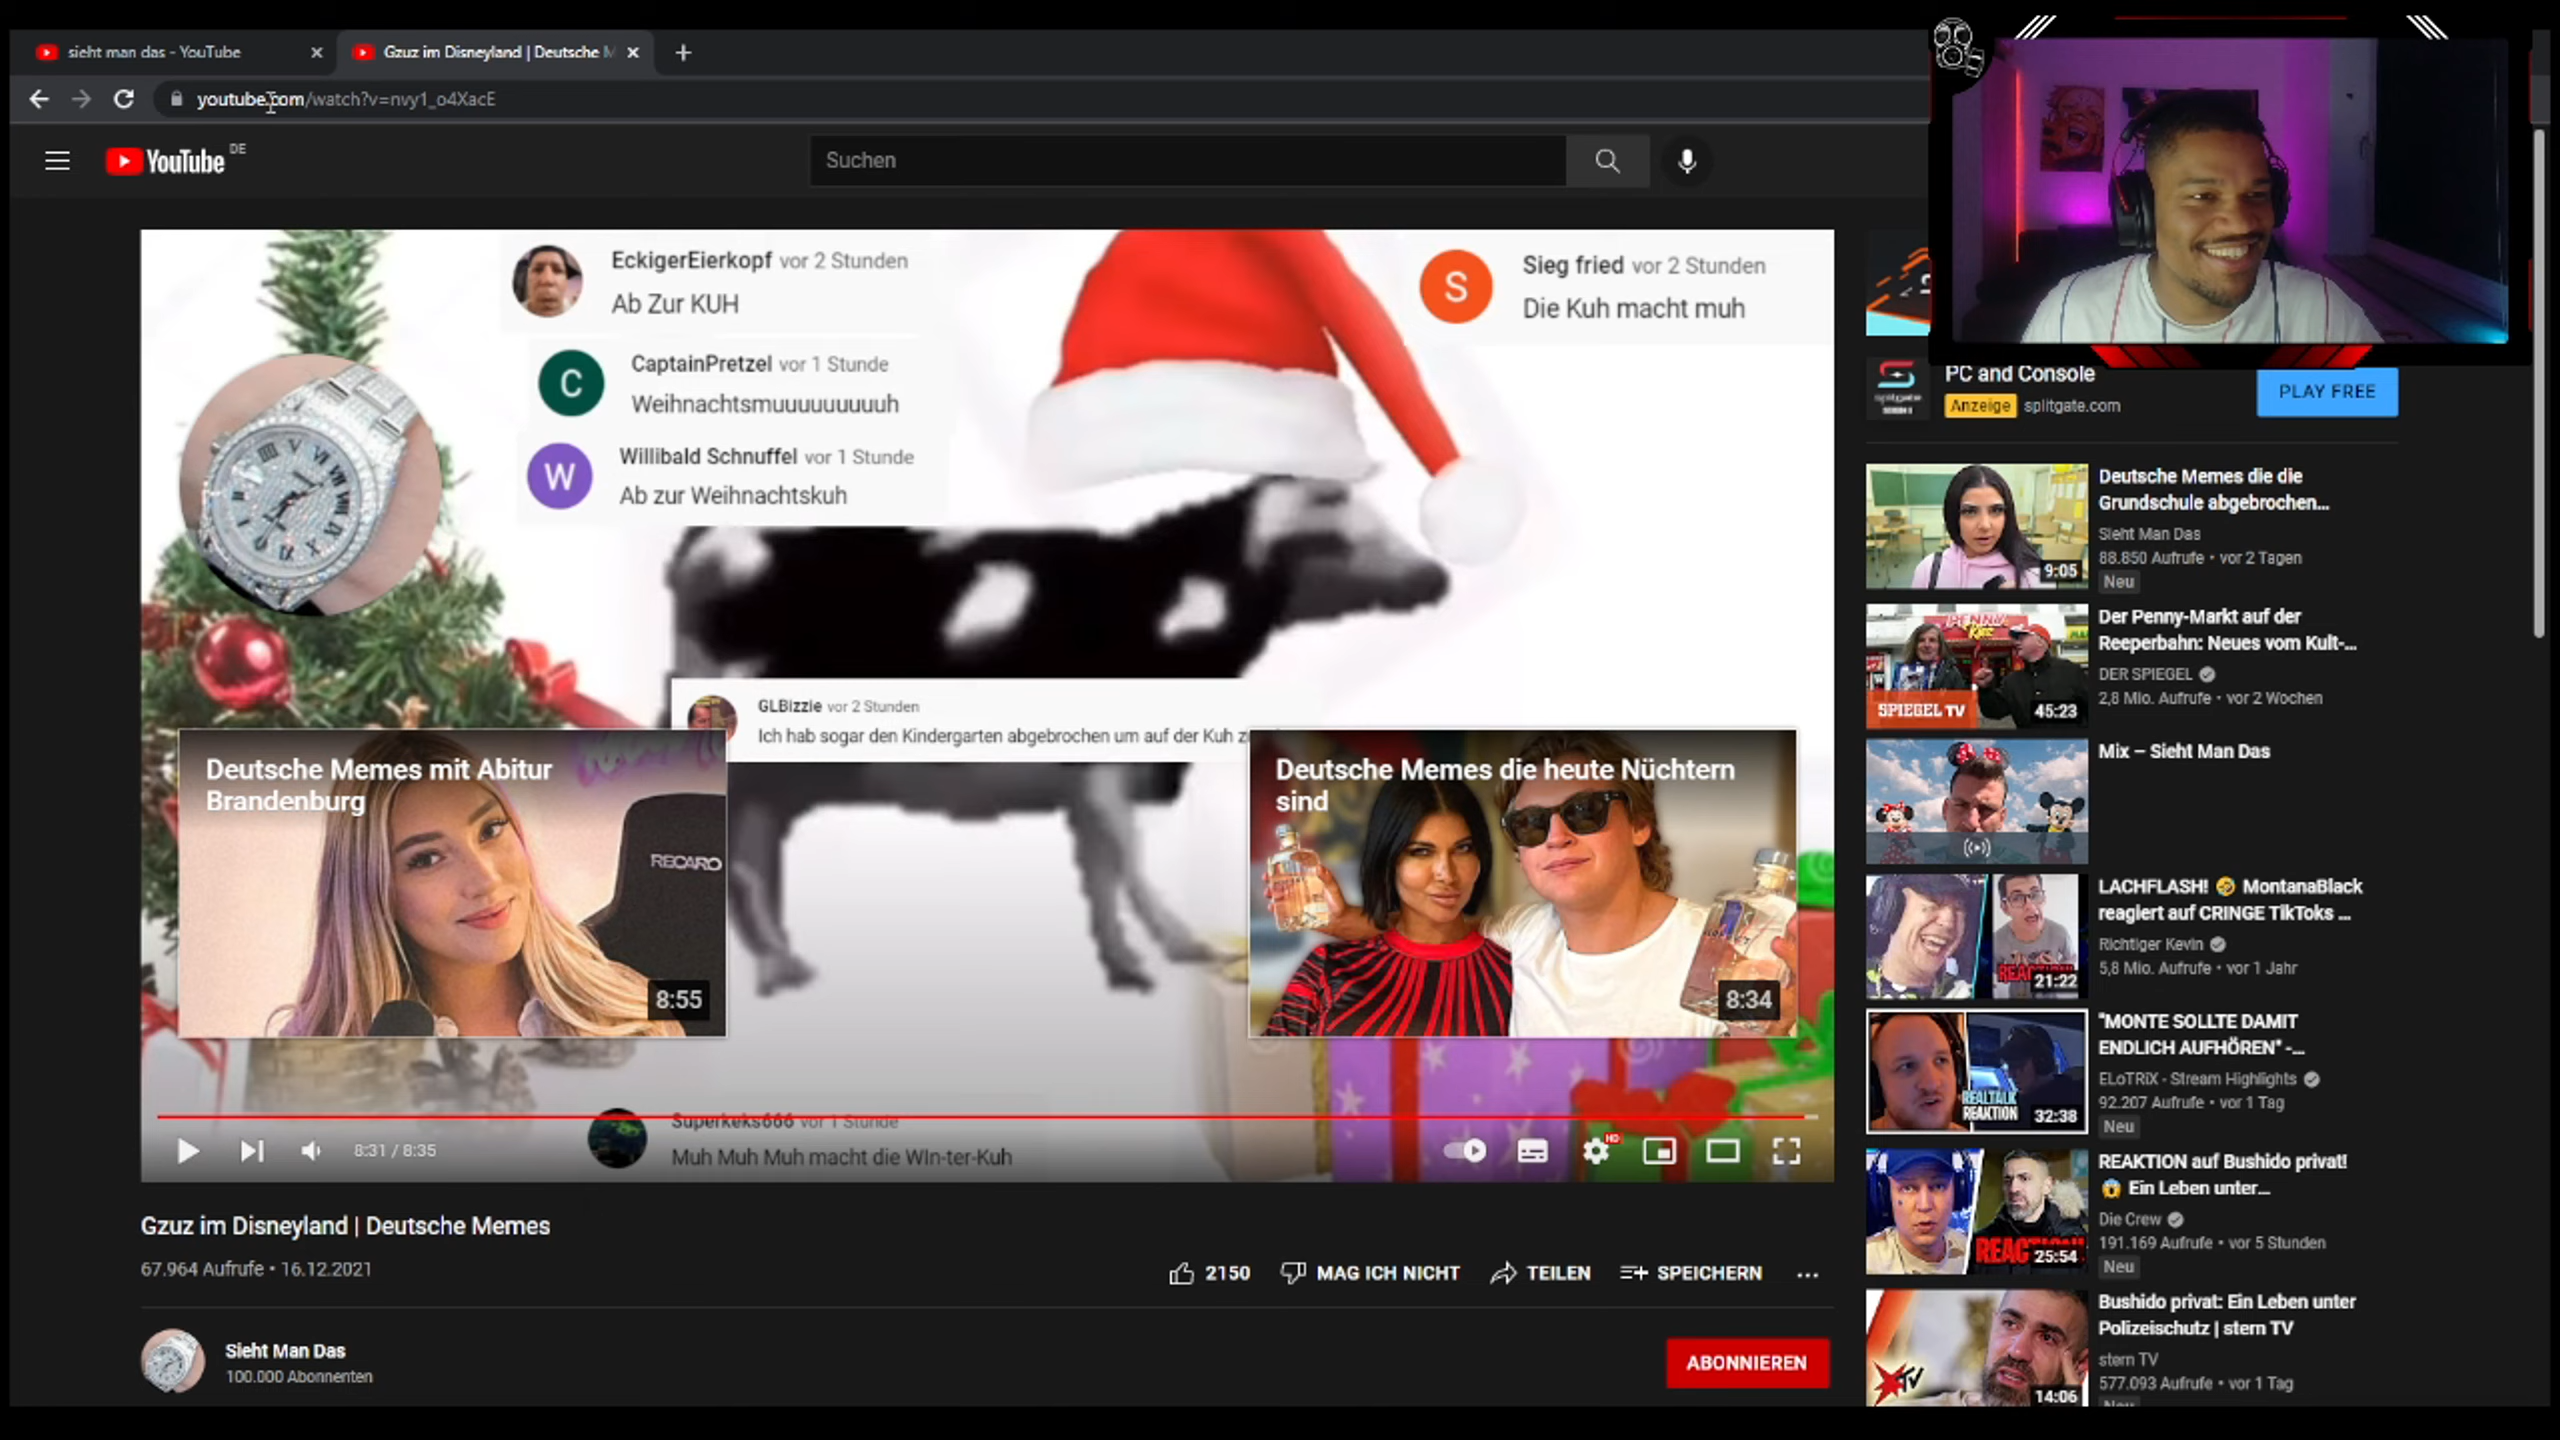 sieht man das - YouTube
Gzuz im Disneyland | Deutsche M
youtube.com/watch?v=nvy1_o4XacE
YouTube DE
Suchen
EckigerEierkopf vor 2 Stunden
Ab Zur KUH
CaptainPretzel vor 1 Stunde
Weihnachtsmuuuuuuuuuh
Willibald Schnuffel vor 1 Stunde
Ab zur Weihnachtskuh
Sieg fried vor 2 Stunden
Die Kuh macht muh
GLBizzle vor 2 Stunden
Ich hab sogar den Kindergarten abgebrochen um auf der Kuh
Deutsche Memes mit Abitur
Brandenburg
RECARO
8:55
Deutsche Memes die heute Nüchtern
sind
8:34
Superkeks666 vor 1 Stunde
Muh Muh Muh macht die WIn-ter-Kuh
8:31 / 8:35
HD
Gzuz im Disneyland | Deutsche Memes
67.964 Aufrufe • 16.12.2021
2150
MAG ICH NICHT
TEILEN
SPEICHERN
Sieht Man Das
100.000 Abonnenten
ABONNIEREN
splitgate
PC and Console
Anzeige splitgate.com
PLAY FREE
9:05
Deutsche Memes die die
Grundschule abgebrochen...
Sieht Man Das
88.850 Aufrufe • vor 2 Tagen
Neu
PENNY
SPIEGEL TV
45:23
Der Penny-Markt auf der
Reeperbahn: Neues vom Kult-...
DER SPIEGEL
2,8 Mio. Aufrufe • vor 2 Wochen
Mix – Sieht Man Das
21:22
LACHFLASH! 🤣 MontanaBlack
reagiert auf CRINGE TikToks ...
Richtiger Kevin
5,8 Mio. Aufrufe • vor 1 Jahr
REALTALK
REAKTION
32:38
"MONTE SOLLTE DAMIT
ENDLICH AUFHÖREN" -...
ELoTRiX - Stream Highlights
92.207 Aufrufe • vor 1 Tag
Neu
25:54
REAKTION auf Bushido privat!
😱 Ein Leben unter...
Die Crew
191.169 Aufrufe • vor 5 Stunden
Neu
TV
14:06
Bushido privat: Ein Leben unter
Polizeischutz | stern TV
stern TV
577.093 Aufrufe • vor 1 Tag